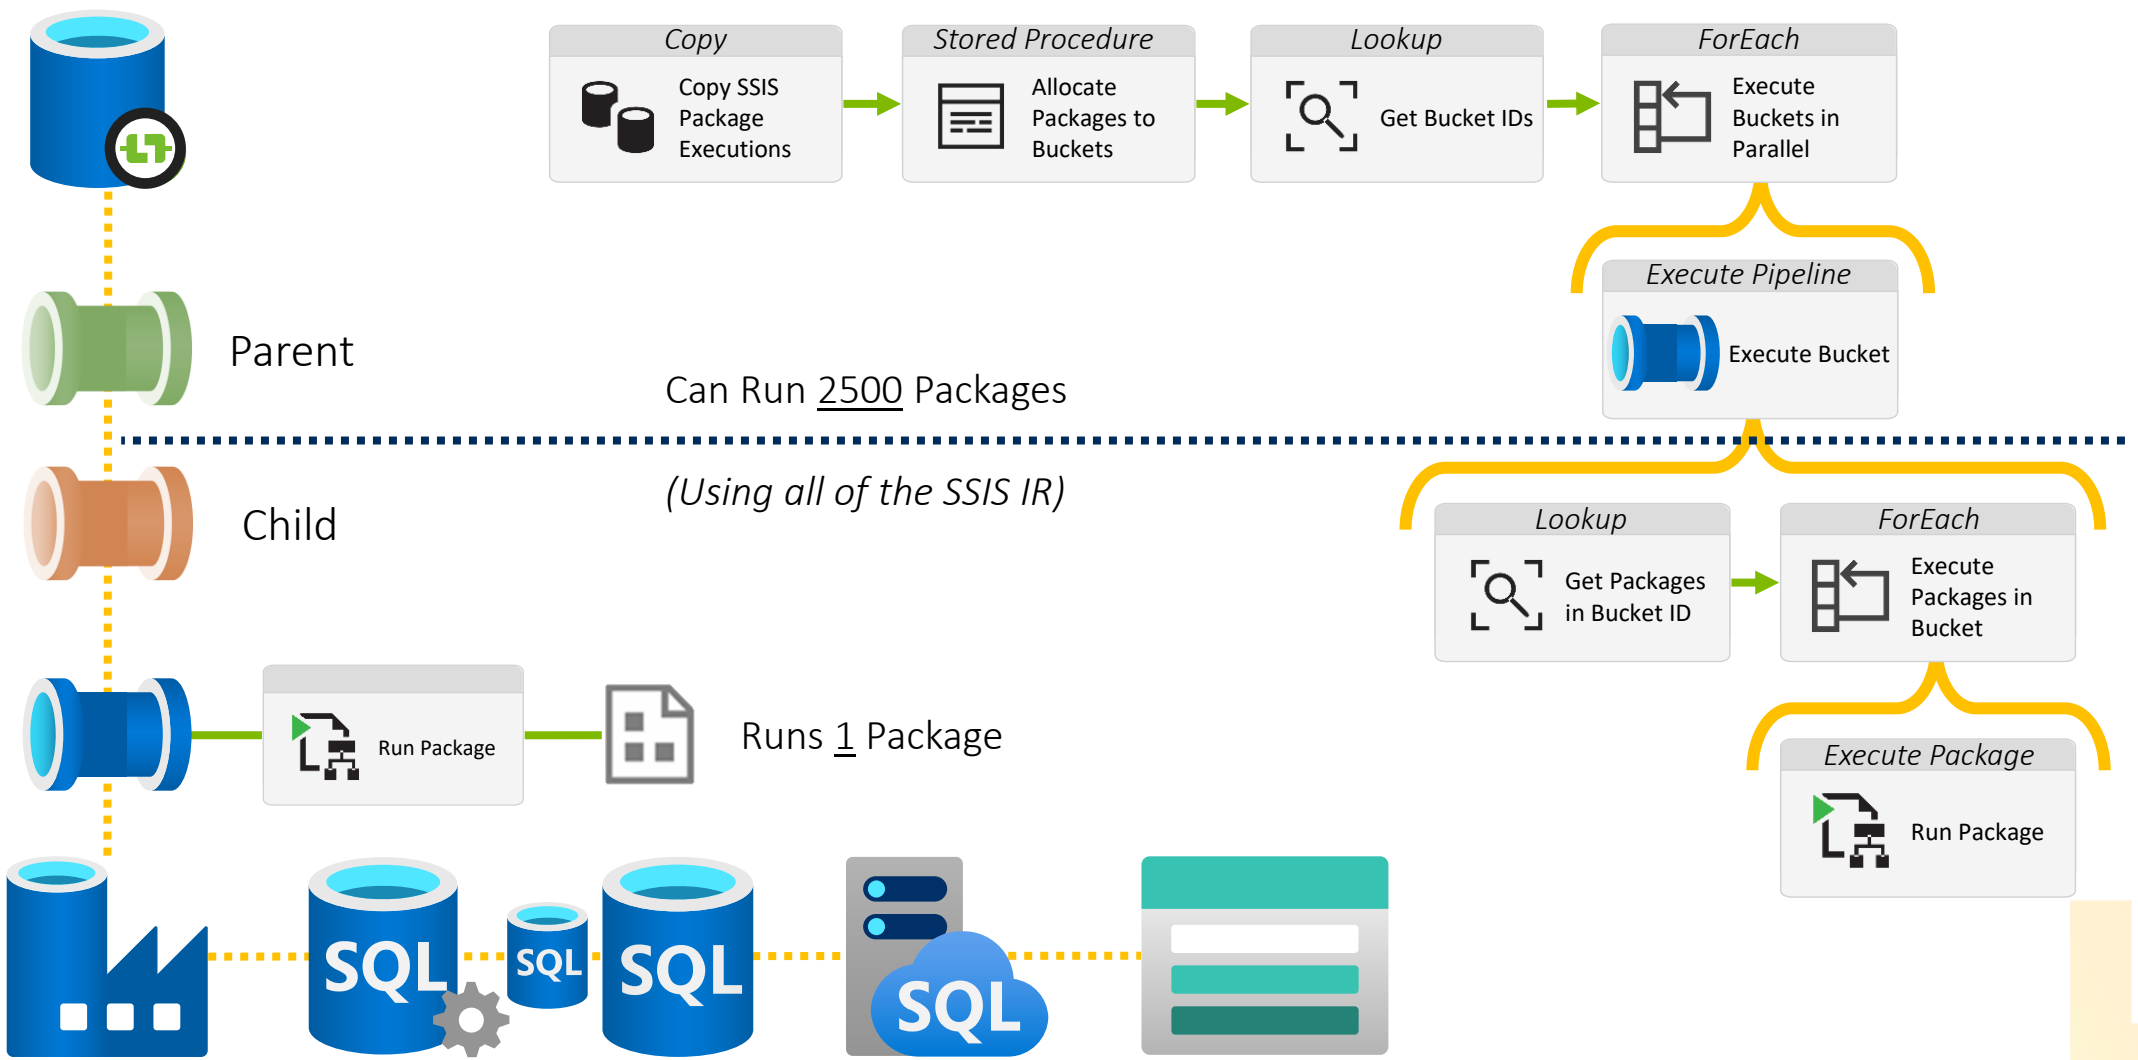 Copy
Copy SSIS
Package
Executions
Stored Procedure
Allocate
Packages to
Buckets
Lookup
Get Bucket IDs
ForEach
Execute
Buckets in
Parallel
Execute Pipeline
Execute Bucket
Parent
Can Run 2500 Packages
(Using all of the SSIS IR)
Child
Lookup
Get Packages
in Bucket ID
ForEach
Execute
Packages in
Bucket
Run Package
Runs 1 Package
Execute Package
Run Package
SQL
SQL
SQL
SQL